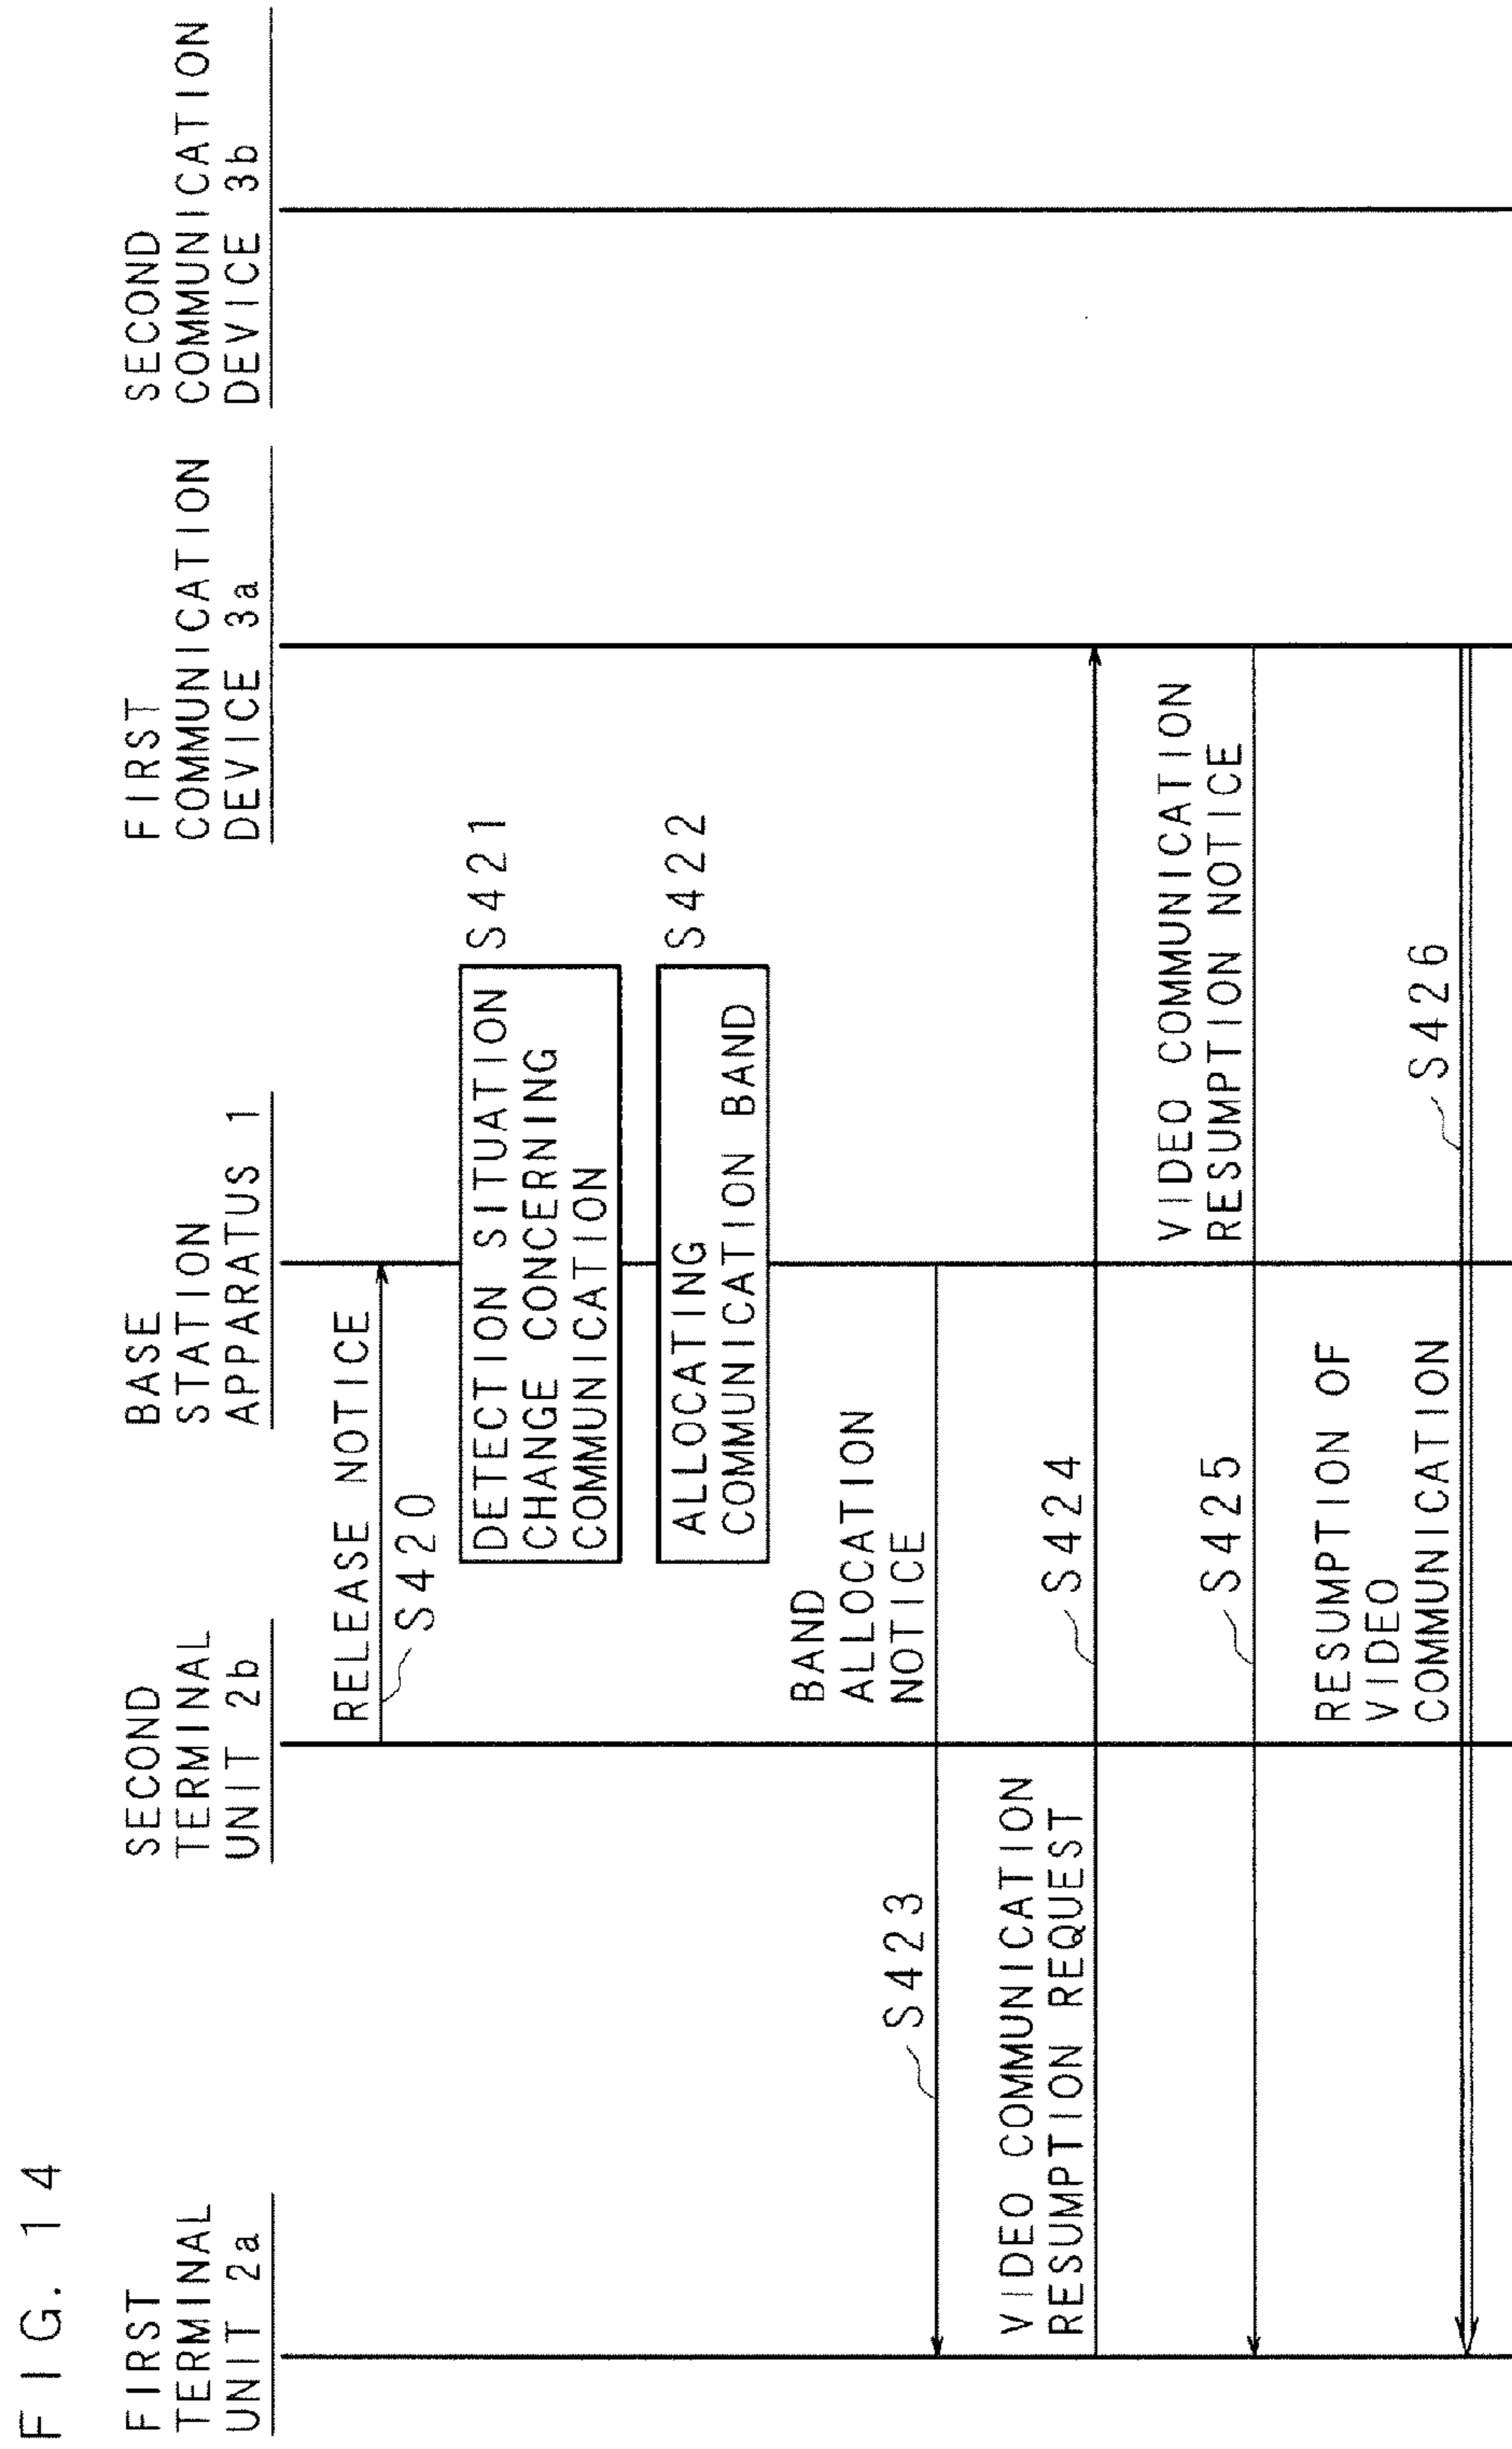 FIG. 14
FIRST
TERMINAL
UNIT 2a
SECOND
TERMINAL
UNIT 2b
BASE
STATION
APPARATUS 1
FIRST
COMMUNICATION
DEVICE 3a
SECOND
COMMUNICATION
DEVICE 3b
RELEASE NOTICE
S420
DETECTION SITUATION
CHANGE CONCERNING
COMMUNICATION
S421
ALLOCATING
COMMUNICATION BAND
S422
BAND
ALLOCATION
NOTICE
S423
VIDEO COMMUNICATION
RESUMPTION REQUEST
S424
VIDEO COMMUNICATION
RESUMPTION NOTICE
S425
RESUMPTION OF
VIDEO
COMMUNICATION
S426